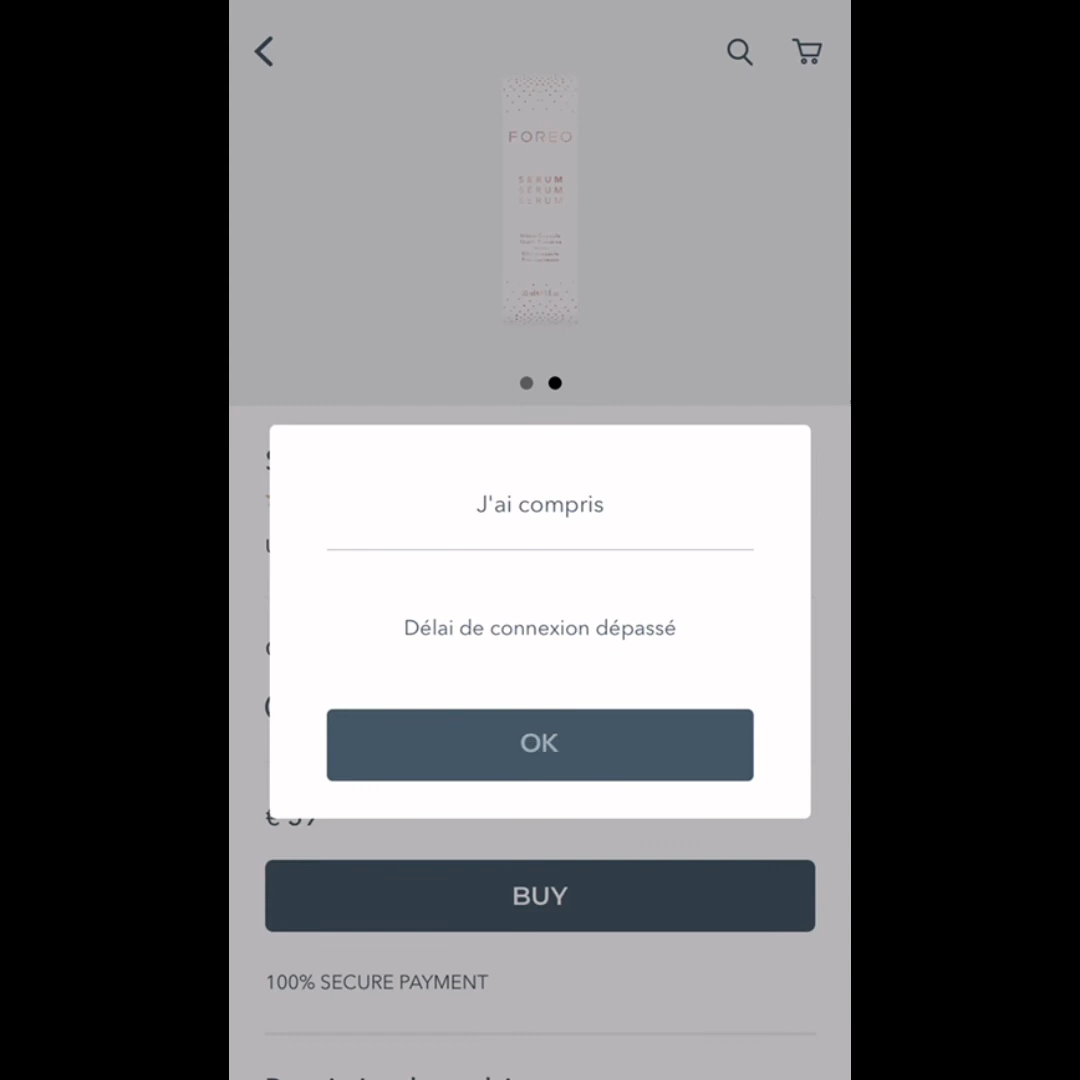 FOREO
SERUM
SERUM
SERUM
J'ai compris
Délai de connexion dépassé
OK
BUY
100% SECURE PAYMENT